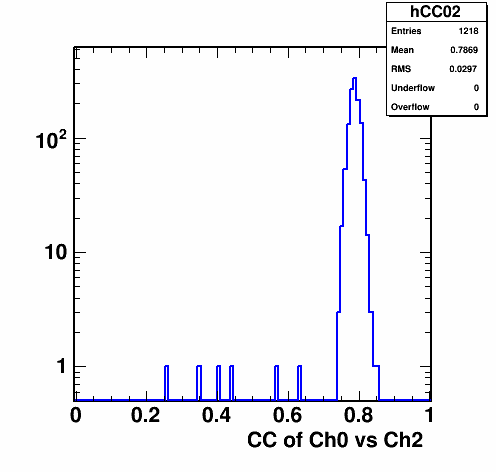 hCC02
Entries 1218
Mean 0.7869
RMS 0.0297
Underflow 0
Overflow 0
10²
10
1
0 0.2 0.4 0.6 0.8 1
CC of Ch0 vs Ch2